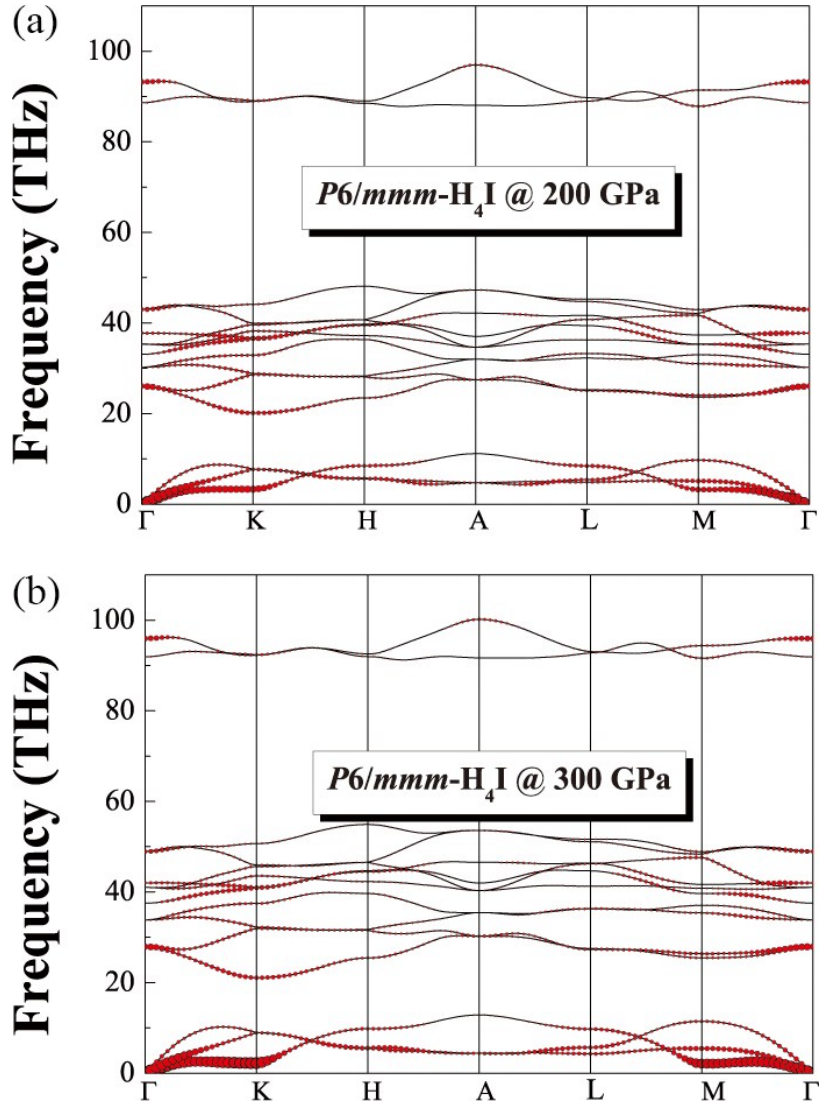 (a)
Frequency (THz)
100
80
60
40
20
0
P6/mmm-H₄I @ 200 GPa
Γ K H A L M Γ
(b)
Frequency (THz)
100
80
60
40
20
0
P6/mmm-H₄I @ 300 GPa
Γ K H A L M Γ